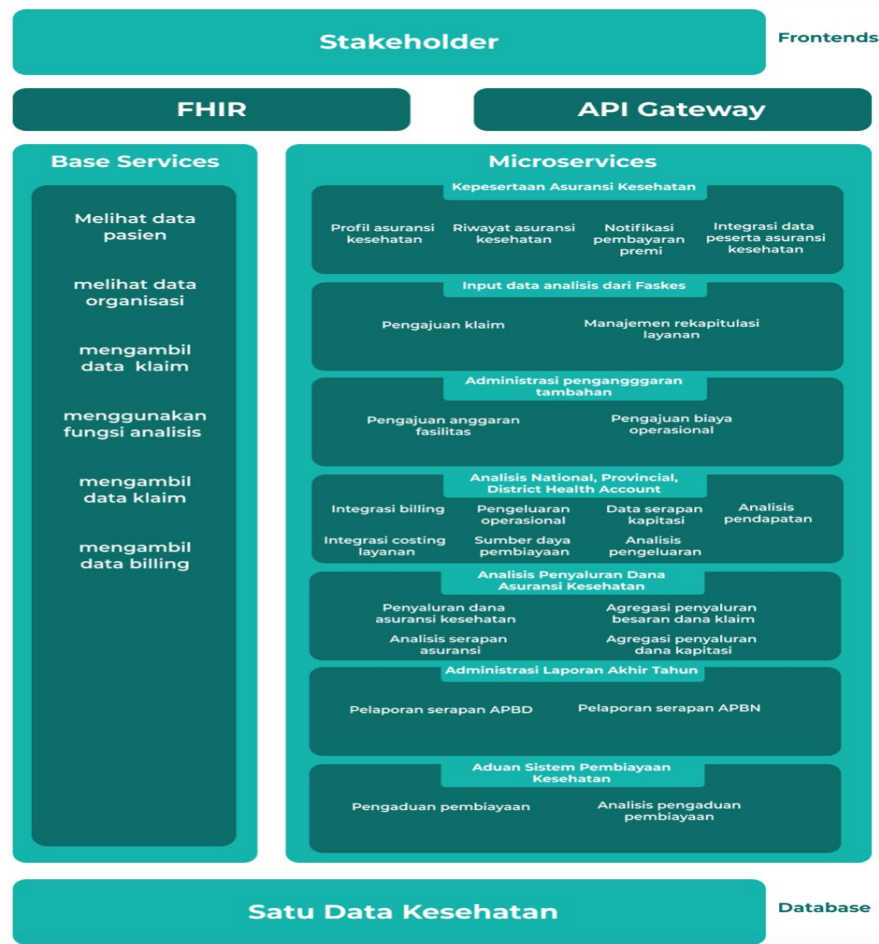 Stakeholder
Frontends
FHIR
API Gateway
Base Services
Melihat data
pasien
melihat data
organisasi
mengambil
data klaim
menggunakan
fungsi analisis
mengambil
data klaim
mengambil
data billing
Microservices
Kepesertaan Asuransi Kesehatan
Profil asuransi
kesehatan
Riwayat asuransi
kesehatan
Notifikasi
pembayaran
premi
Integrasi data
peserta asuransi
kesehatan
Input data analisis dari Faskes
Pengajuan klaim
Manajemen rekapitulasi
layanan
Administrasi pengangggaran
tambahan
Pengajuan anggaran
fasilitas
Pengajuan biaya
operasional
Analisis National, Provincial,
District Health Account
Integrasi billing
Pengeluaran
operasional
Data serapan
kapitasi
Analisis
pendapatan
Integrasi costing
layanan
Sumber daya
pembiayaan
Analisis
pengeluaran
Analisis Penyaluran Dana
Asuransi Kesehatan
Penyaluran dana
asuransi kesehatan
Agregasi penyaluran
besaran dana klaim
Analisis serapan
asuransi
Agregasi penyaluran
dana kapitasi
Administrasi Laporan Akhir Tahun
Pelaporan serapan APBD
Pelaporan serapan APBN
Aduan Sistem Pembiayaan
Kesehatan
Pengaduan pembiayaan
Analisis pengaduan
pembiayaan
Satu Data Kesehatan
Database